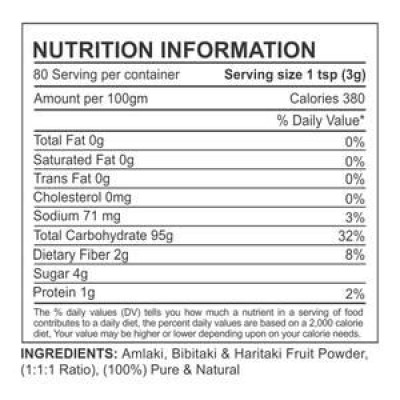 NUTRITION INFORMATION
80 Serving per container Serving size 1 tsp (3g)
Amount per 100gm Calories 380
% Daily Value*
Total Fat 0g 0%
Saturated Fat 0g 0%
Trans Fat 0g 0%
Cholesterol 0mg 0%
Sodium 71 mg 3%
Total Carbohydrate 95g 32%
Dietary Fiber 2g 8%
Sugar 4g
Protein 1g 2%
The % daily values (DV) tells you how much a nutrient in a serving of food
contributes to a daily diet, the percent daily values are based on a 2,000 calorie
diet. Your value may be higher or lower depending upon your calorie needs.
INGREDIENTS: Amlaki, Bibitaki & Haritaki Fruit Powder,
(1:1:1 Ratio), (100%) Pure & Natural